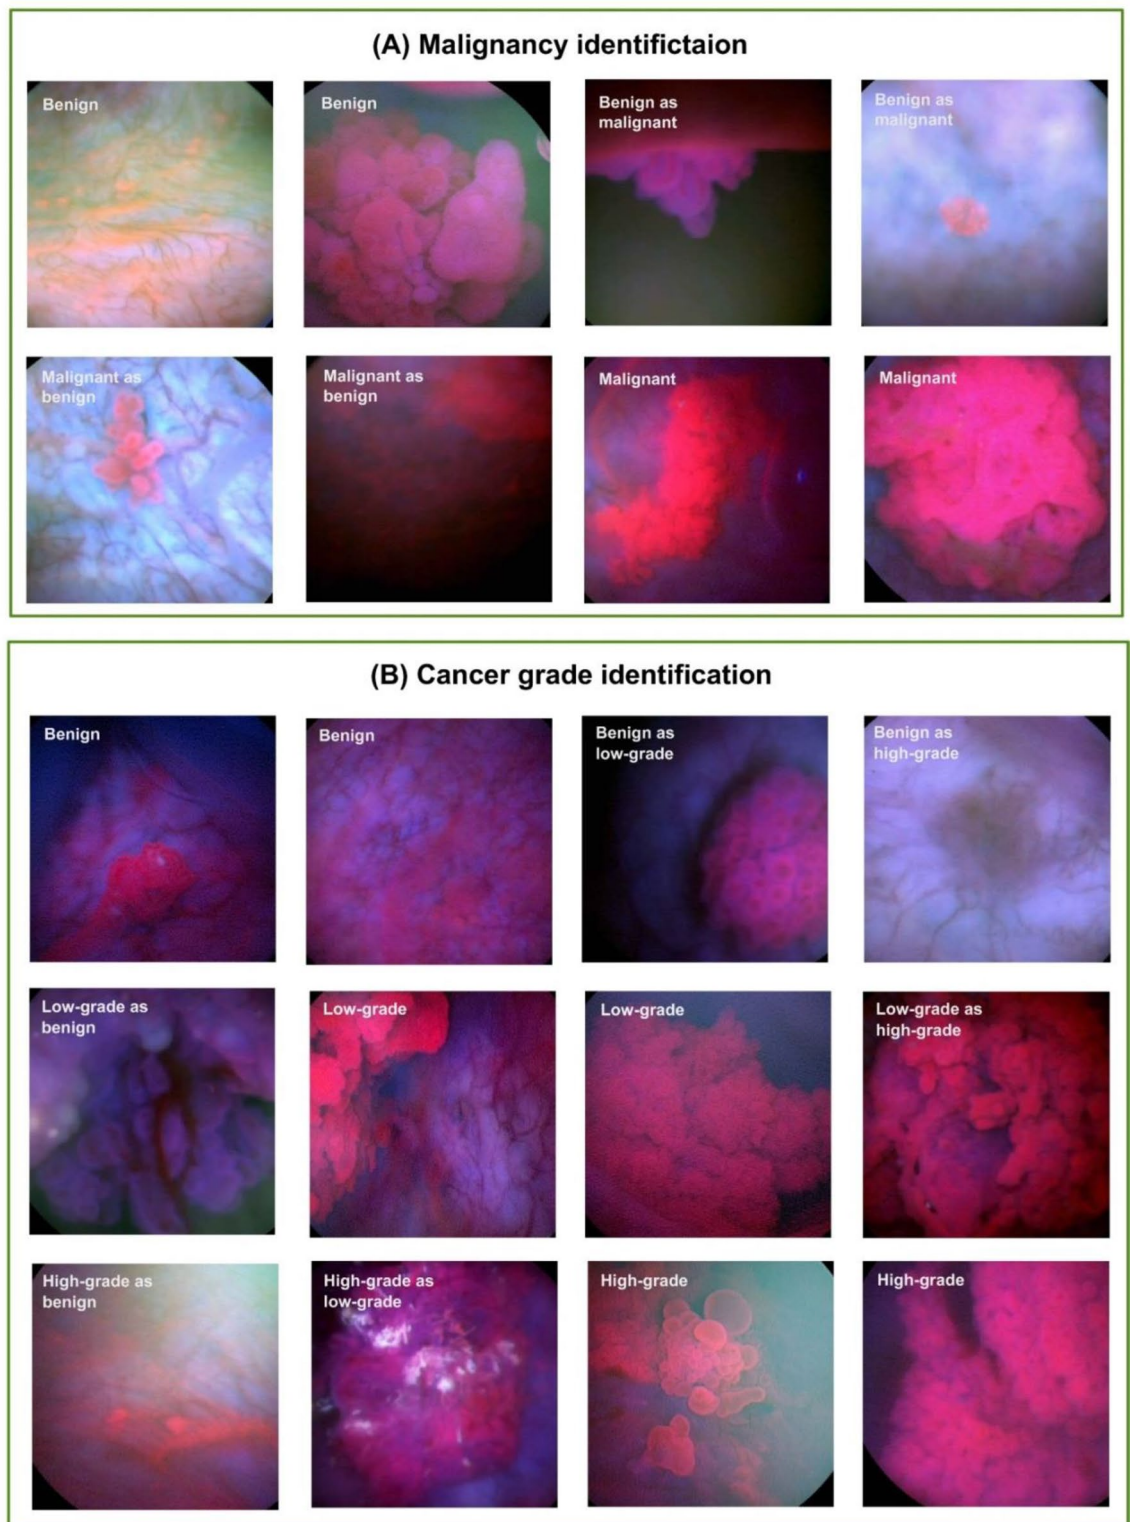 (A) Malignancy identifictaion
Benign
Benign
Benign as
malignant
Benign as
malignant
Malignant as
benign
Malignant as
benign
Malignant
Malignant
(B) Cancer grade identification
Benign
Benign
Benign as
low-grade
Benign as
high-grade
Low-grade as
benign
Low-grade
Low-grade
Low-grade as
high-grade
High-grade as
benign
High-grade as
low-grade
High-grade
High-grade